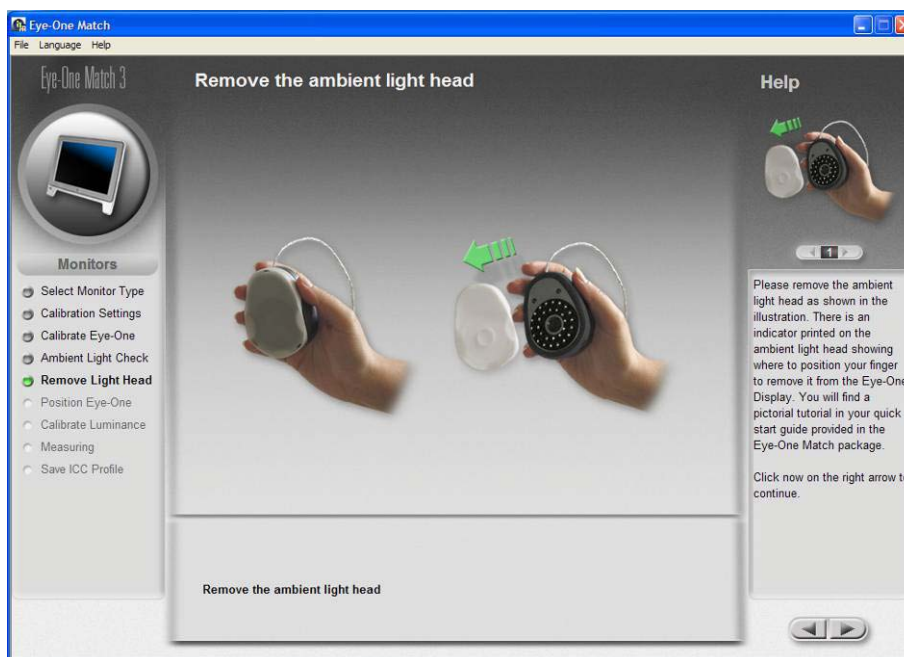 Eye-One Match
File Language Help
Eye-One Match 3
Monitors
Select Monitor Type
Calibration Settings
Calibrate Eye-One
Ambient Light Check
Remove Light Head
Position Eye-One
Calibrate Luminance
Measuring
Save ICC Profile
Remove the ambient light head
Remove the ambient light head
Help
1
Please remove the ambient
light head as shown in the
illustration. There is an
indicator printed on the
ambient light head showing
where to position your finger
to remove it from the Eye-One
Display. You will find a
pictorial tutorial in your quick
start guide provided in the
Eye-One Match package.
Click now on the right arrow to
continue.